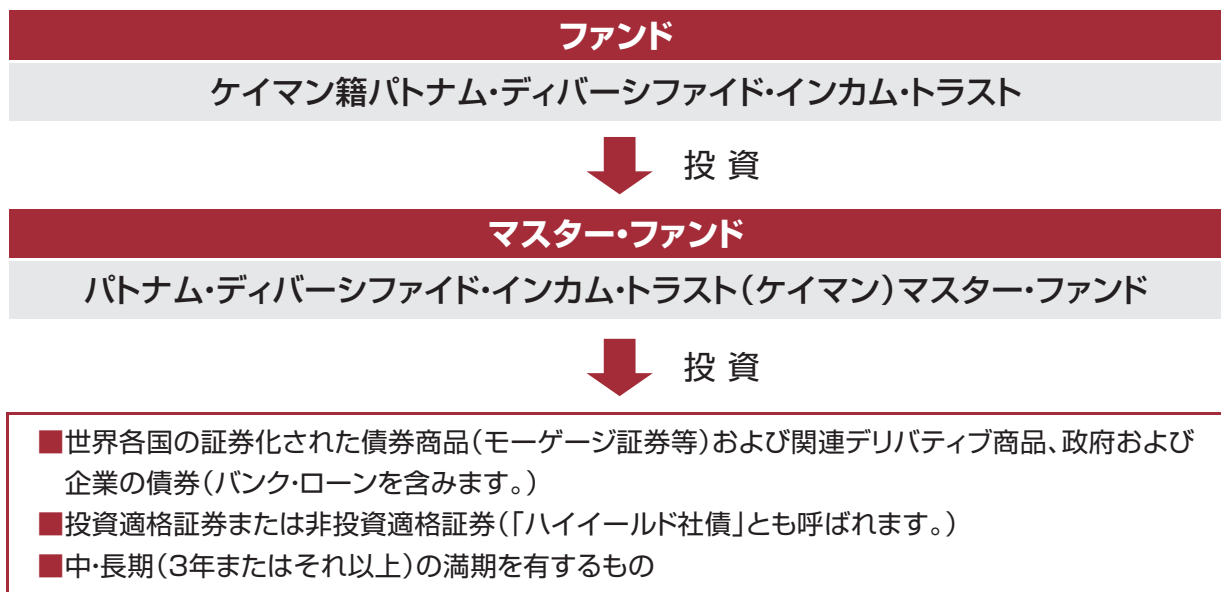 ファンド
ケイマン籍パトナム・ディバーシファイド・インカム・トラスト
投 資
マスター・ファンド
パトナム・ディバーシファイド・インカム・トラスト(ケイマン)マスター・ファンド
投 資
■世界各国の証券化された債券商品(モーゲージ証券等)および関連デリバティブ商品、政府および
企業の債券(バンク・ローンを含みます。)
■投資適格証券または非投資適格証券(「ハイイールド社債」とも呼ばれます。)
■中・長期(3年またはそれ以上)の満期を有するもの